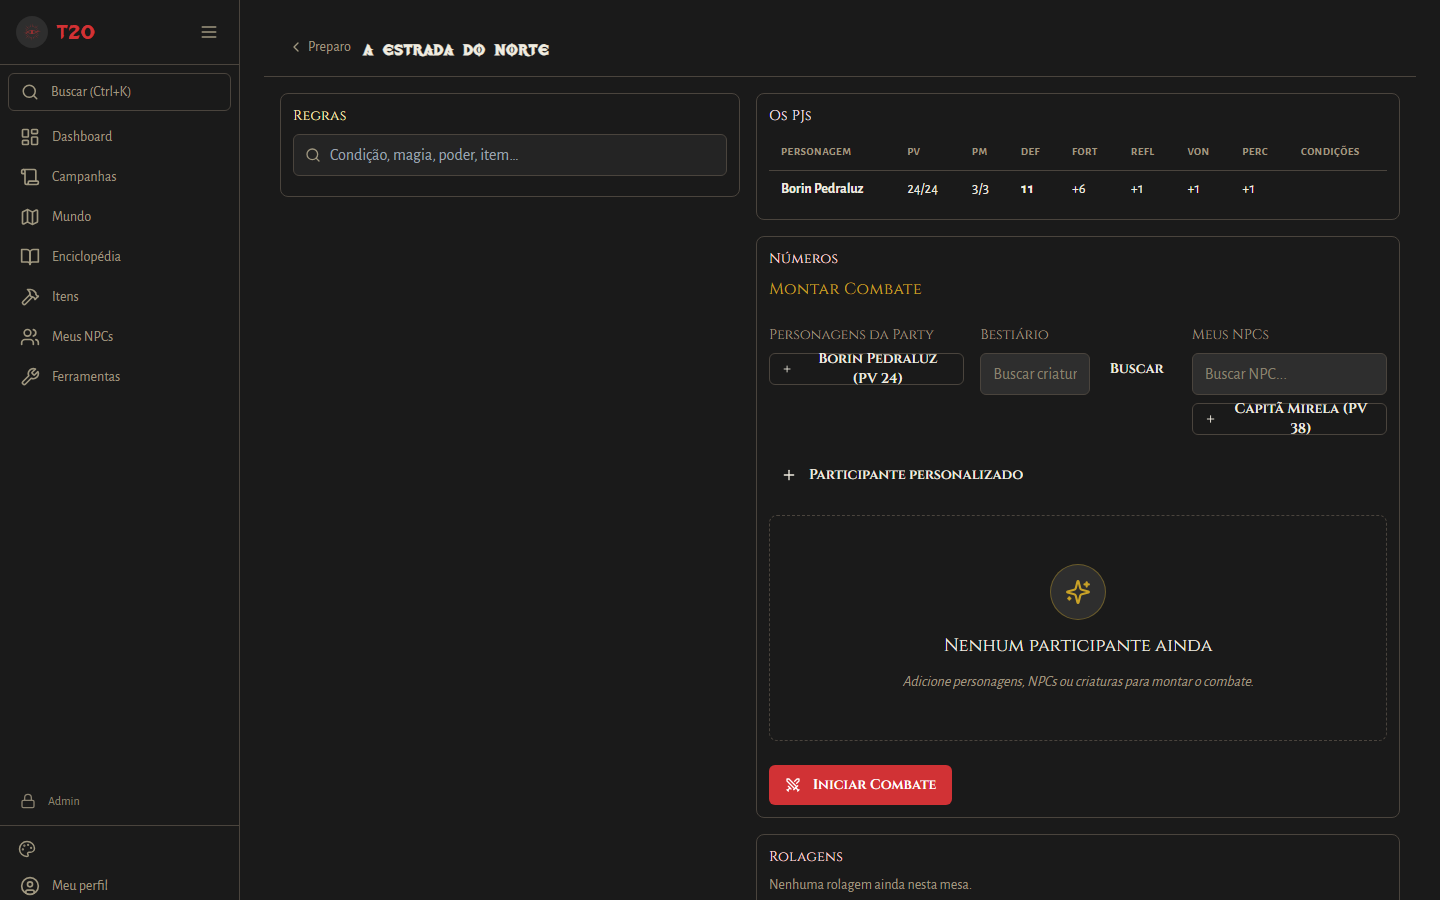 T20
Buscar (Ctrl+K)
Dashboard
Campanhas
Mundo
Enciclopédia
Itens
Meus NPCs
Ferramentas
Admin
Meu perfil
Preparo
A ESTRADA DO NORTE
Regras
Condição, magia, poder, item...
Os PJs
PERSONAGEM PV PM DEF FORT REFL VON PERC CONDIÇÕES
Borin Pedraluz 24/24 3/3 11 +6 +1 +1 +1
Números
Montar Combate
Personagens da Party
Borin Pedraluz
(PV 24)
Bestiário
Buscar criatur
Buscar
Meus NPCs
Buscar NPC...
Capitã Mirela (PV
38)
Participante personalizado
Nenhum participante ainda
Adicione personagens, NPCs ou criaturas para montar o combate.
Iniciar Combate
Rolagens
Nenhuma rolagem ainda nesta mesa.